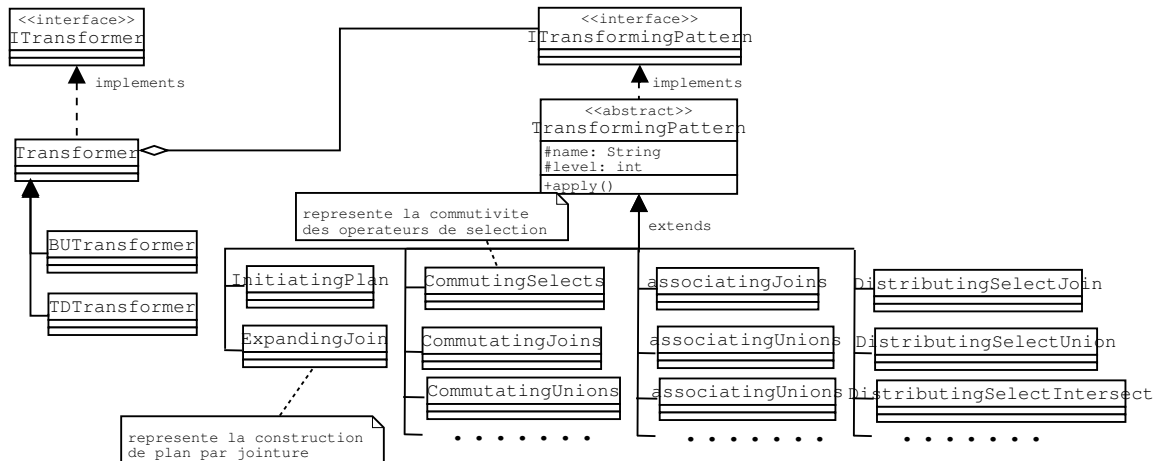 <<interface>>
ITransformer
<<interface>>
ITransformingPattern
implements
implements
<<abstract>>
TransformingPattern
#name: String
#level: int
+apply()
Transformer
represente la commutivite
des operateurs de selection
extends
BUTransformer
TDTransformer
InitiatingPlan
ExpandingJoin
CommutingSelects
CommutatingJoins
CommutatingUnions
. . . . . . .
associatingJoins
associatingUnions
associatingUnions
. . . . . . .
DistributingSelectJoin
DistributingSelectUnion
DistributingSelectIntersect
. . . . . . .
represente la construction
de plan par jointure